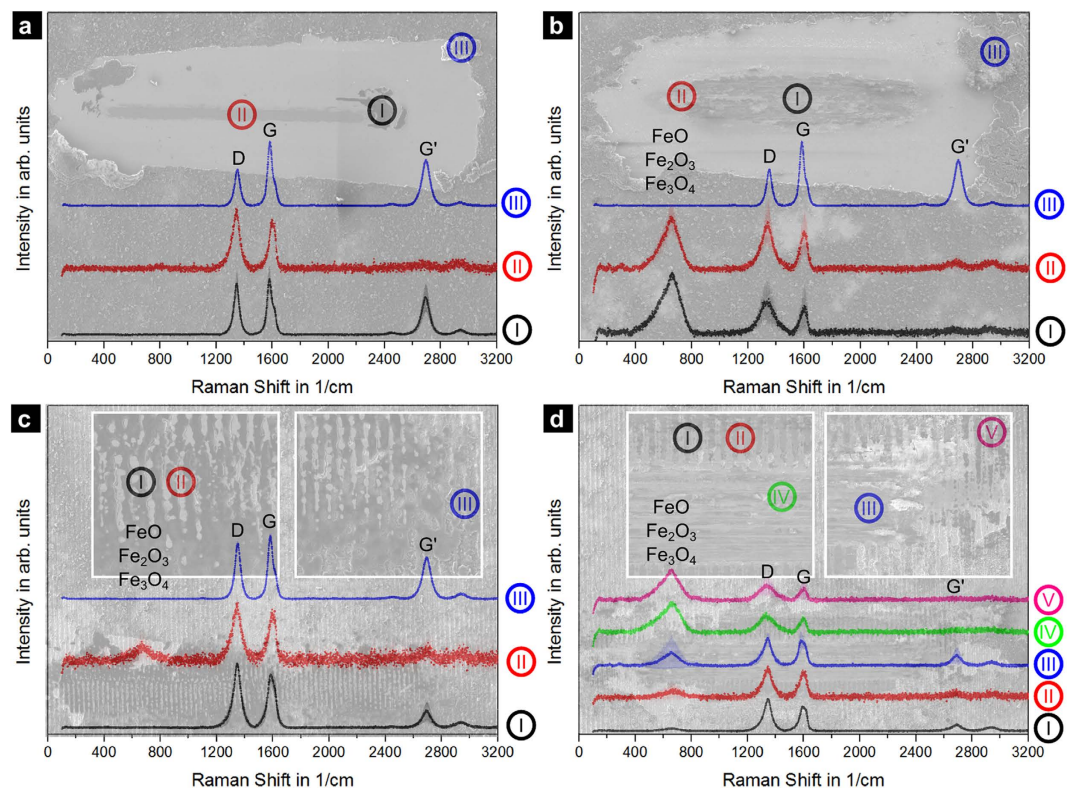 a
III
II
I
D
G
G'
III
II
I
Intensity in arb. units
0 400 800 1200 1600 2000 2400 2800 3200
Raman Shift in 1/cm
b
III
II
I
FeO
Fe₂O₃
Fe₃O₄
D
G
G'
III
II
I
Intensity in arb. units
0 400 800 1200 1600 2000 2400 2800 3200
Raman Shift in 1/cm
c
I
II
III
FeO
Fe₂O₃
Fe₃O₄
D
G
G'
III
II
I
Intensity in arb. units
0 400 800 1200 1600 2000 2400 2800 3200
Raman Shift in 1/cm
d
I
II
IV
V
III
FeO
Fe₂O₃
Fe₃O₄
D
G
G'
V
IV
III
II
I
Intensity in arb. units
0 400 800 1200 1600 2000 2400 2800 3200
Raman Shift in 1/cm